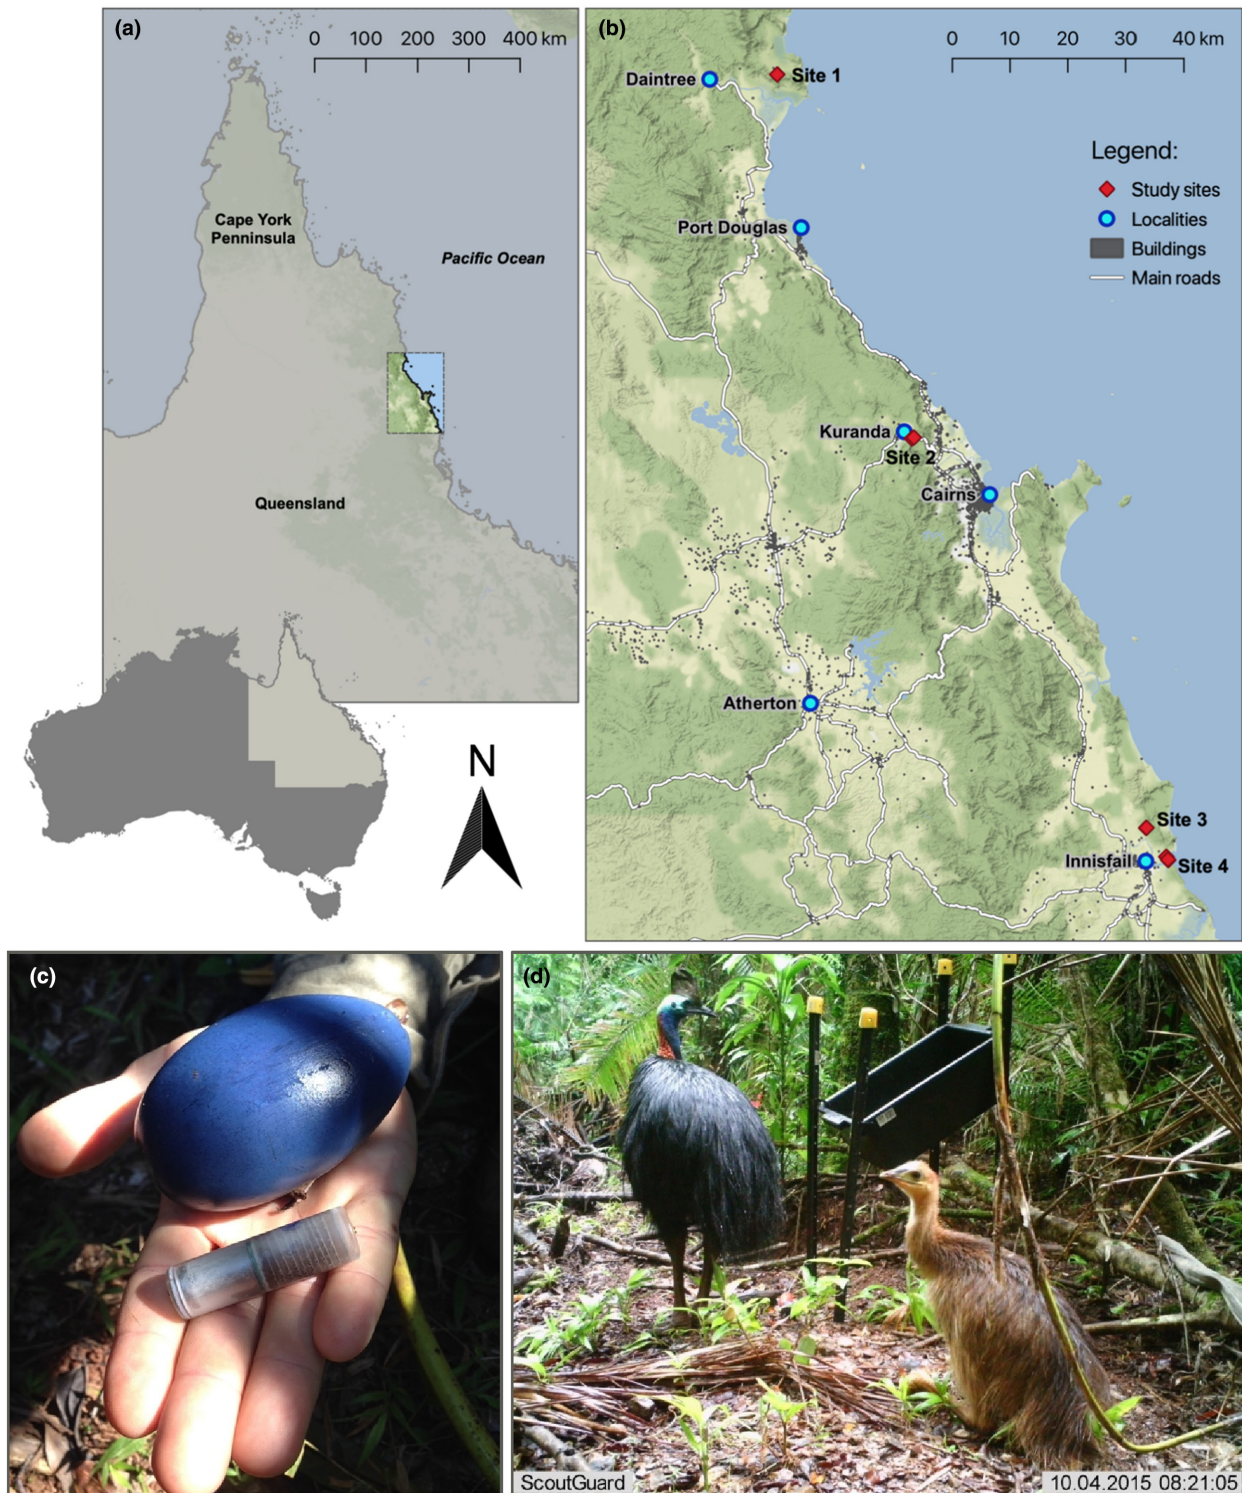 (a)
0 100 200 300 400 km
Cape York
Penninsula
Pacific Ocean
Queensland
N
(b)
0 10 20 30 40 km
Daintree
Site 1
Legend:
Study sites
Localities
Buildings
Main roads
Port Douglas
Kuranda
Site 2
Cairns
Atherton
Site 3
Innisfail
Site 4
(c)
(d)
ScoutGuard
10.04.2015 08:21:05